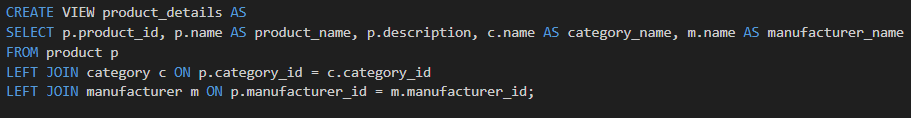 CREATE VIEW product_details AS
SELECT p.product_id, p.name AS product_name, p.description, c.name AS category_name, m.name AS manufacturer_name
FROM product p
LEFT JOIN category c ON p.category_id = c.category_id
LEFT JOIN manufacturer m ON p.manufacturer_id = m.manufacturer_id;